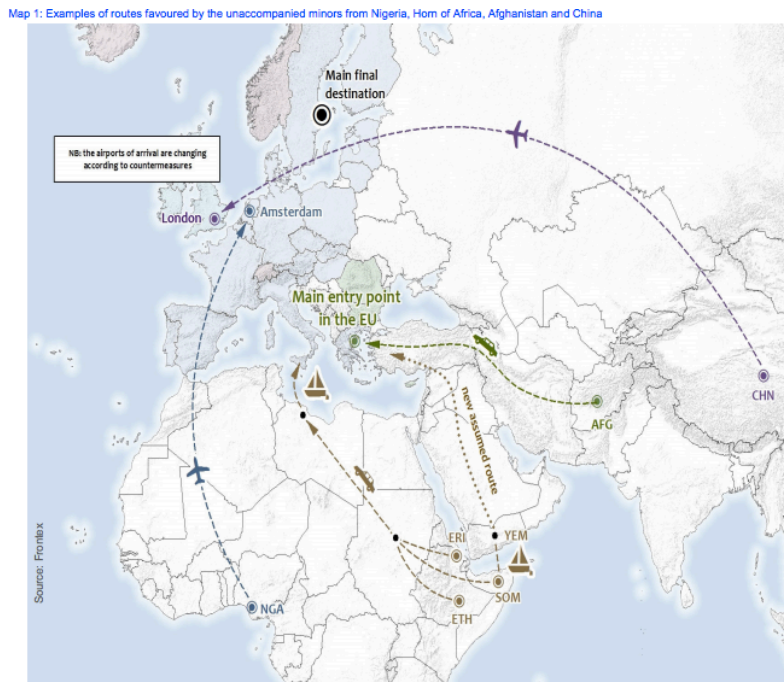 Map 1: Examples of routes favoured by the unaccompanied minors from Nigeria, Horn of Africa, Afghanistan and China
Main final
destination
NB: the airports of arrival are changing
according to countermeasures
London
Amsterdam
Main entry point
in the EU
CHN
AFG
new assumed route
ERI
YEM
SOM
ETH
NGA
Source: Frontex